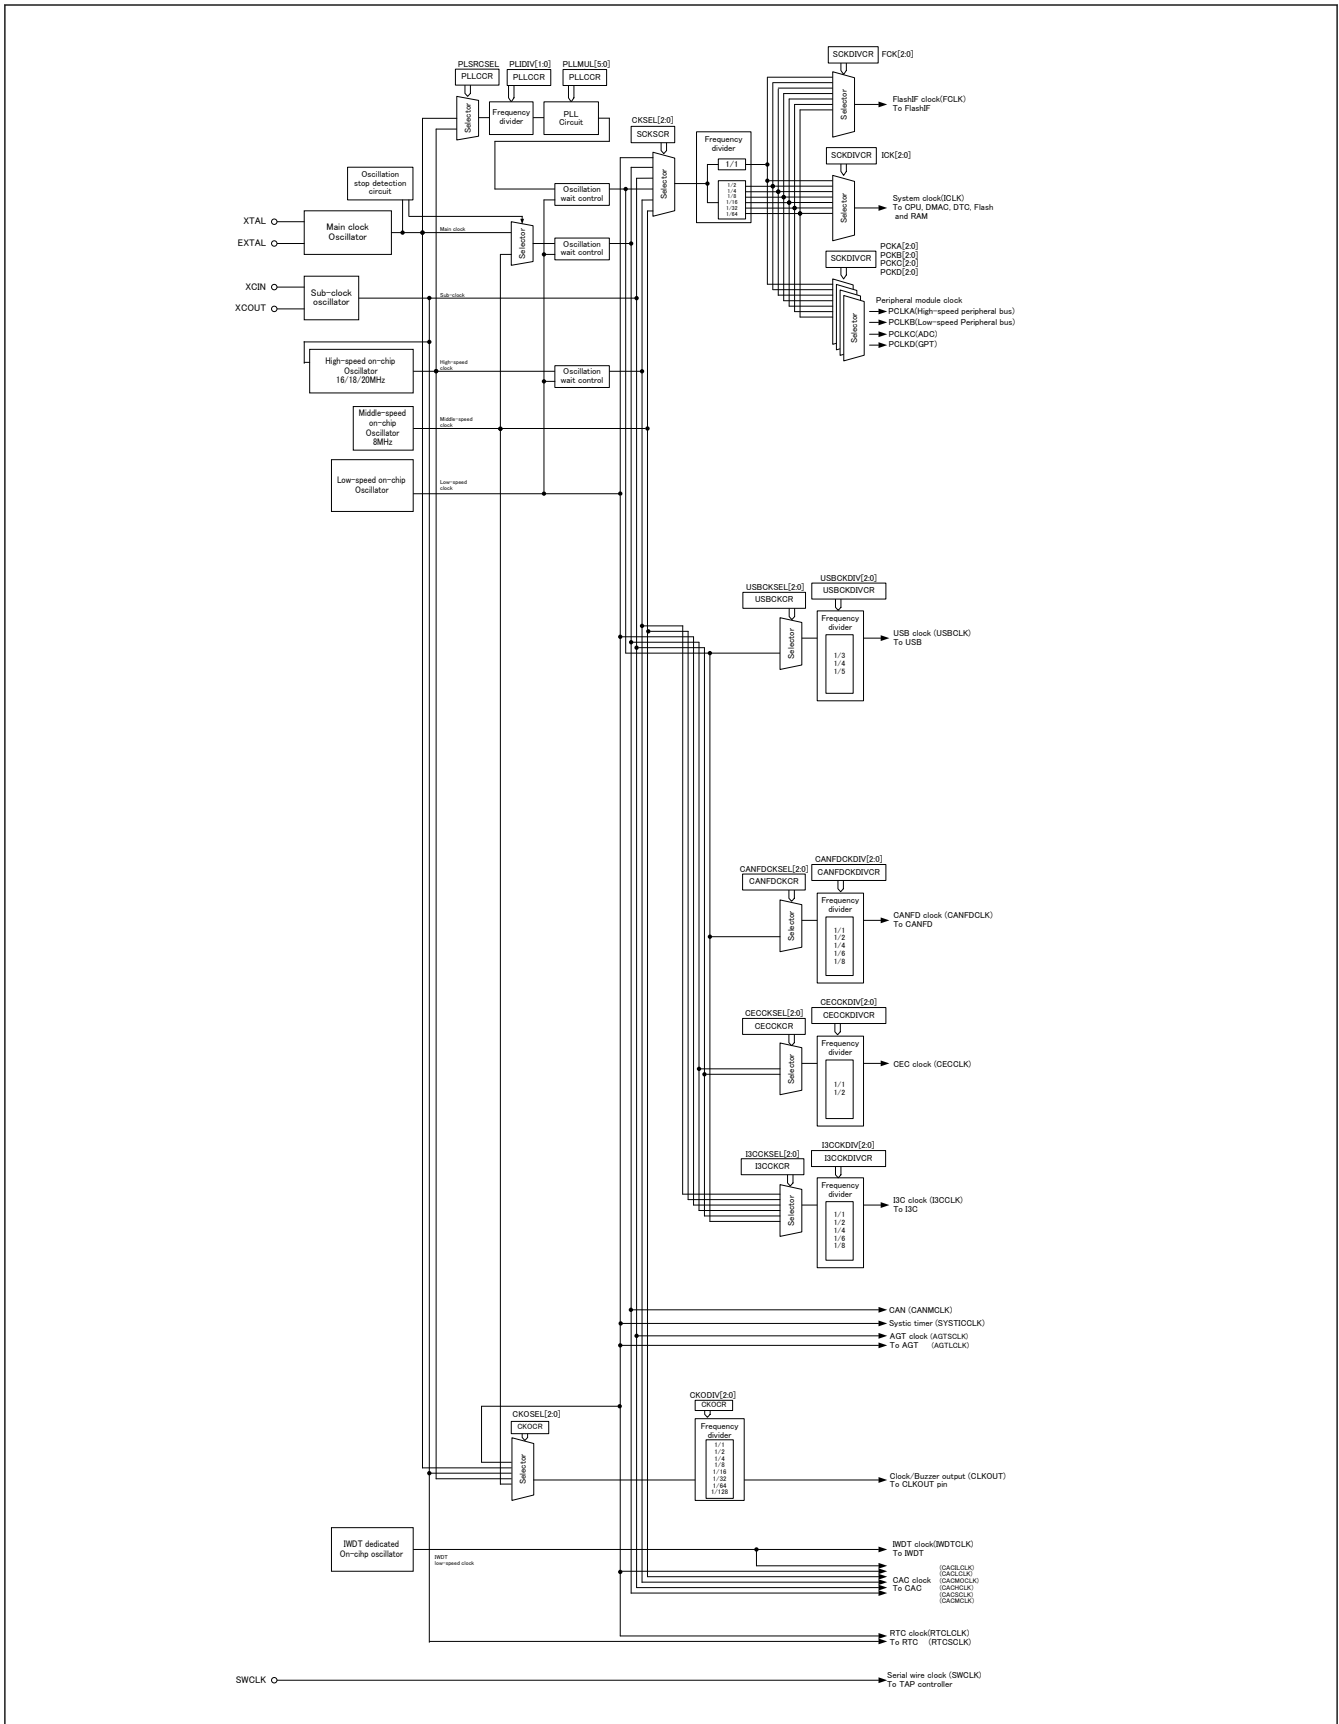 PLSRCSEL
PLLCCR
PLIDIV[1:0]
PLLCCR
PLLMUL[5:0]
PLLCCR
Selector
Frequency
divider
PLL
Circuit
CKSEL[2:0]
SCKSCR
Selector
Frequency
divider
1/1
1/2
1/4
1/8
1/16
1/32
1/64
SCKDIVCR
FCK[2:0]
Selector
FlashIF clock(FCLK)
To FlashIF
SCKDIVCR
ICK[2:0]
Selector
System clock(ICLK)
To CPU, DMAC, DTC, Flash
and RAM
PCKA[2:0]
PCKB[2:0]
PCKC[2:0]
PCKD[2:0]
SCKDIVCR
Selector
Peripheral module clock
PCLKA(High-speed peripheral bus)
PCLKB(Low-speed Peripheral bus)
PCLKC(ADC)
PCLKD(GPT)
Oscillation
stop detection
circuit
Oscillation
wait control
XTAL
EXTAL
Main clock
Oscillator
Main clock
Selector
Oscillation
wait control
XCIN
XCOUT
Sub-clock
oscillator
Sub-clock
High-speed on-chip
Oscillator
16/18/20MHz
High-speed
clock
Oscillation
wait control
Middle-speed
on-chip
Oscillator
8MHz
Middle-speed
clock
Low-speed on-chip
Oscillator
Low-speed
clock
USBCKSEL[2:0]
USBCKCR
USBCKDIV[2:0]
USBCKDIVCR
Selector
Frequency
divider
1/3
1/4
1/5
USB clock (USBCLK)
To USB
CANFDCKSEL[2:0]
CANFDCKCR
CANFDCKDIV[2:0]
CANFDCKDIVCR
Selector
Frequency
divider
1/1
1/2
1/4
1/6
1/8
CANFD clock (CANFDCLK)
To CANFD
CECCKSEL[2:0]
CECCKCR
CECCKDIV[2:0]
CECCKDIVCR
Selector
Frequency
divider
1/1
1/2
CEC clock (CECCLK)
I3CCKSEL[2:0]
I3CCKCR
I3CCKDIV[2:0]
I3CCKDIVCR
Selector
Frequency
divider
1/1
1/2
1/4
1/6
1/8
I3C clock (I3CCLK)
To I3C
CAN (CANMCLK)
Systic timer (SYSTICCLK)
AGT clock (AGTSCLK)
To AGT (AGTLCLK)
CKOSEL[2:0]
CKOCR
Selector
CKODIV[2:0]
CKOCR
Frequency
divider
1/1
1/2
1/4
1/8
1/16
1/32
1/64
1/128
Clock/Buzzer output (CLKOUT)
To CLKOUT pin
IWDT dedicated
On-cihp oscillator
IWDT
low-speed clock
IWDT clock(IWDTCLK)
To IWDT
CAC clock
To CAC
(CACILCLK)
(CACLCLK)
(CACMOCLK)
(CACHCLK)
(CACSCLK)
(CACMCLK)
RTC clock(RTCLCLK)
To RTC (RTCSCLK)
SWCLK
Serial wire clock (SWCLK)
To TAP controller